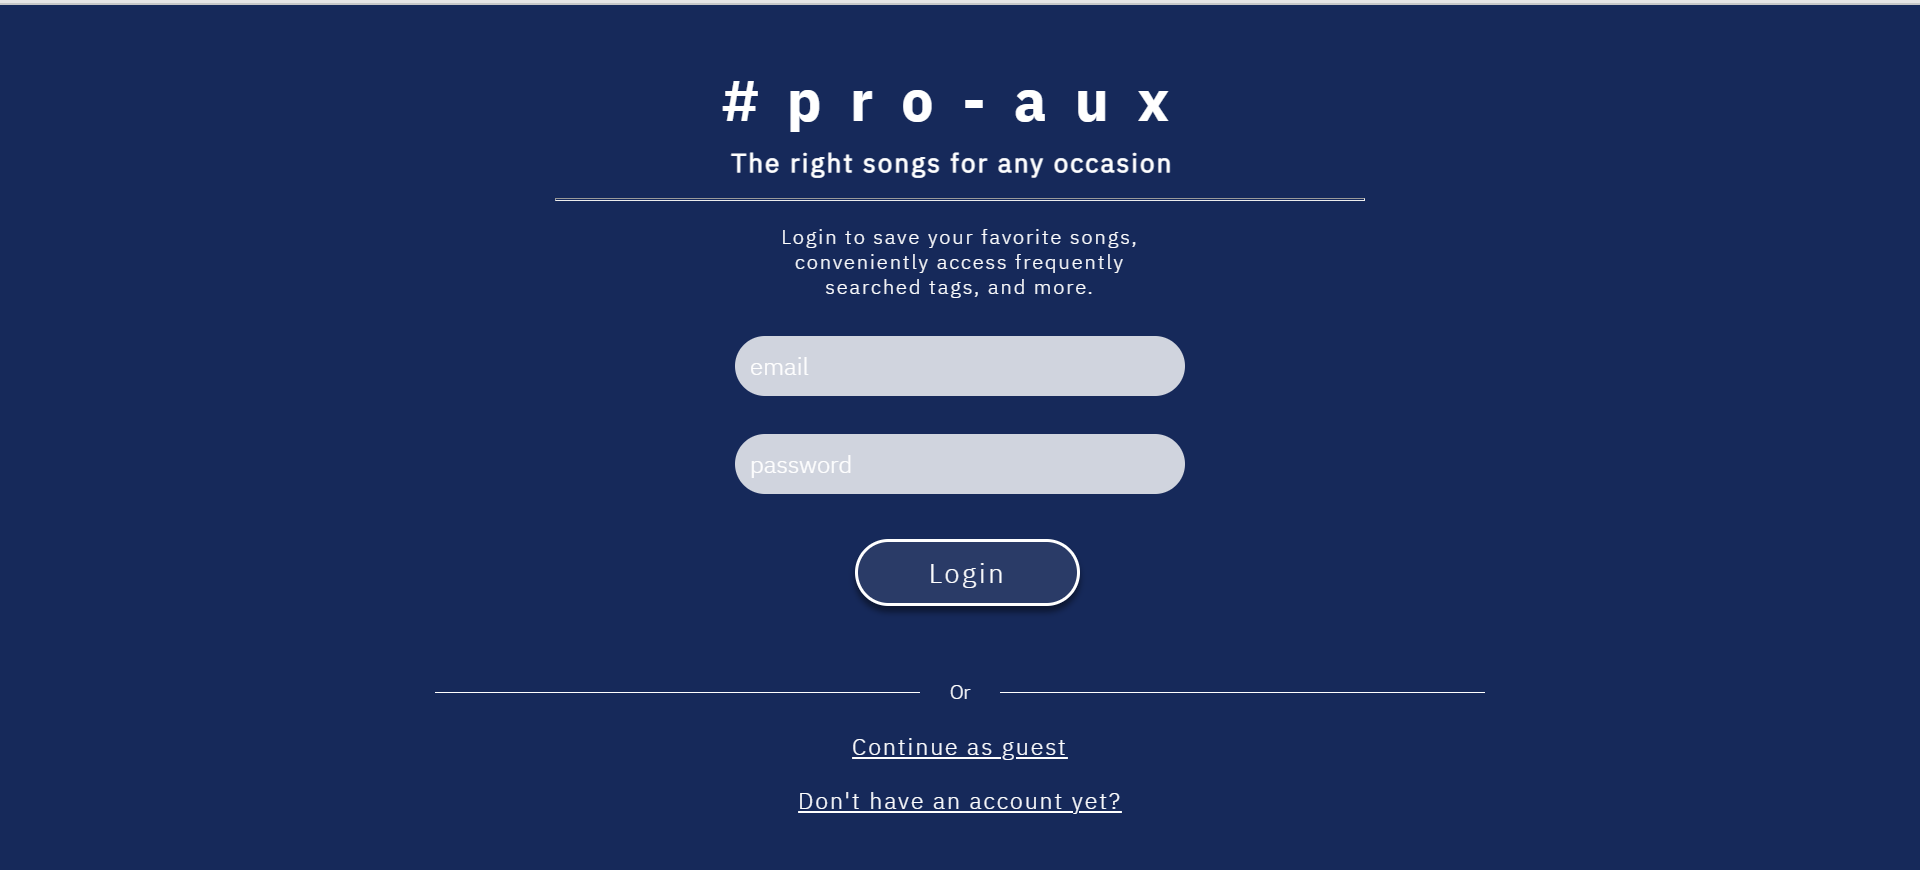 #pro-aux
The right songs for any occasion
Login to save your favorite songs,
conveniently access frequently
searched tags, and more.
email
password
Login
Or
Continue as guest
Don't have an account yet?